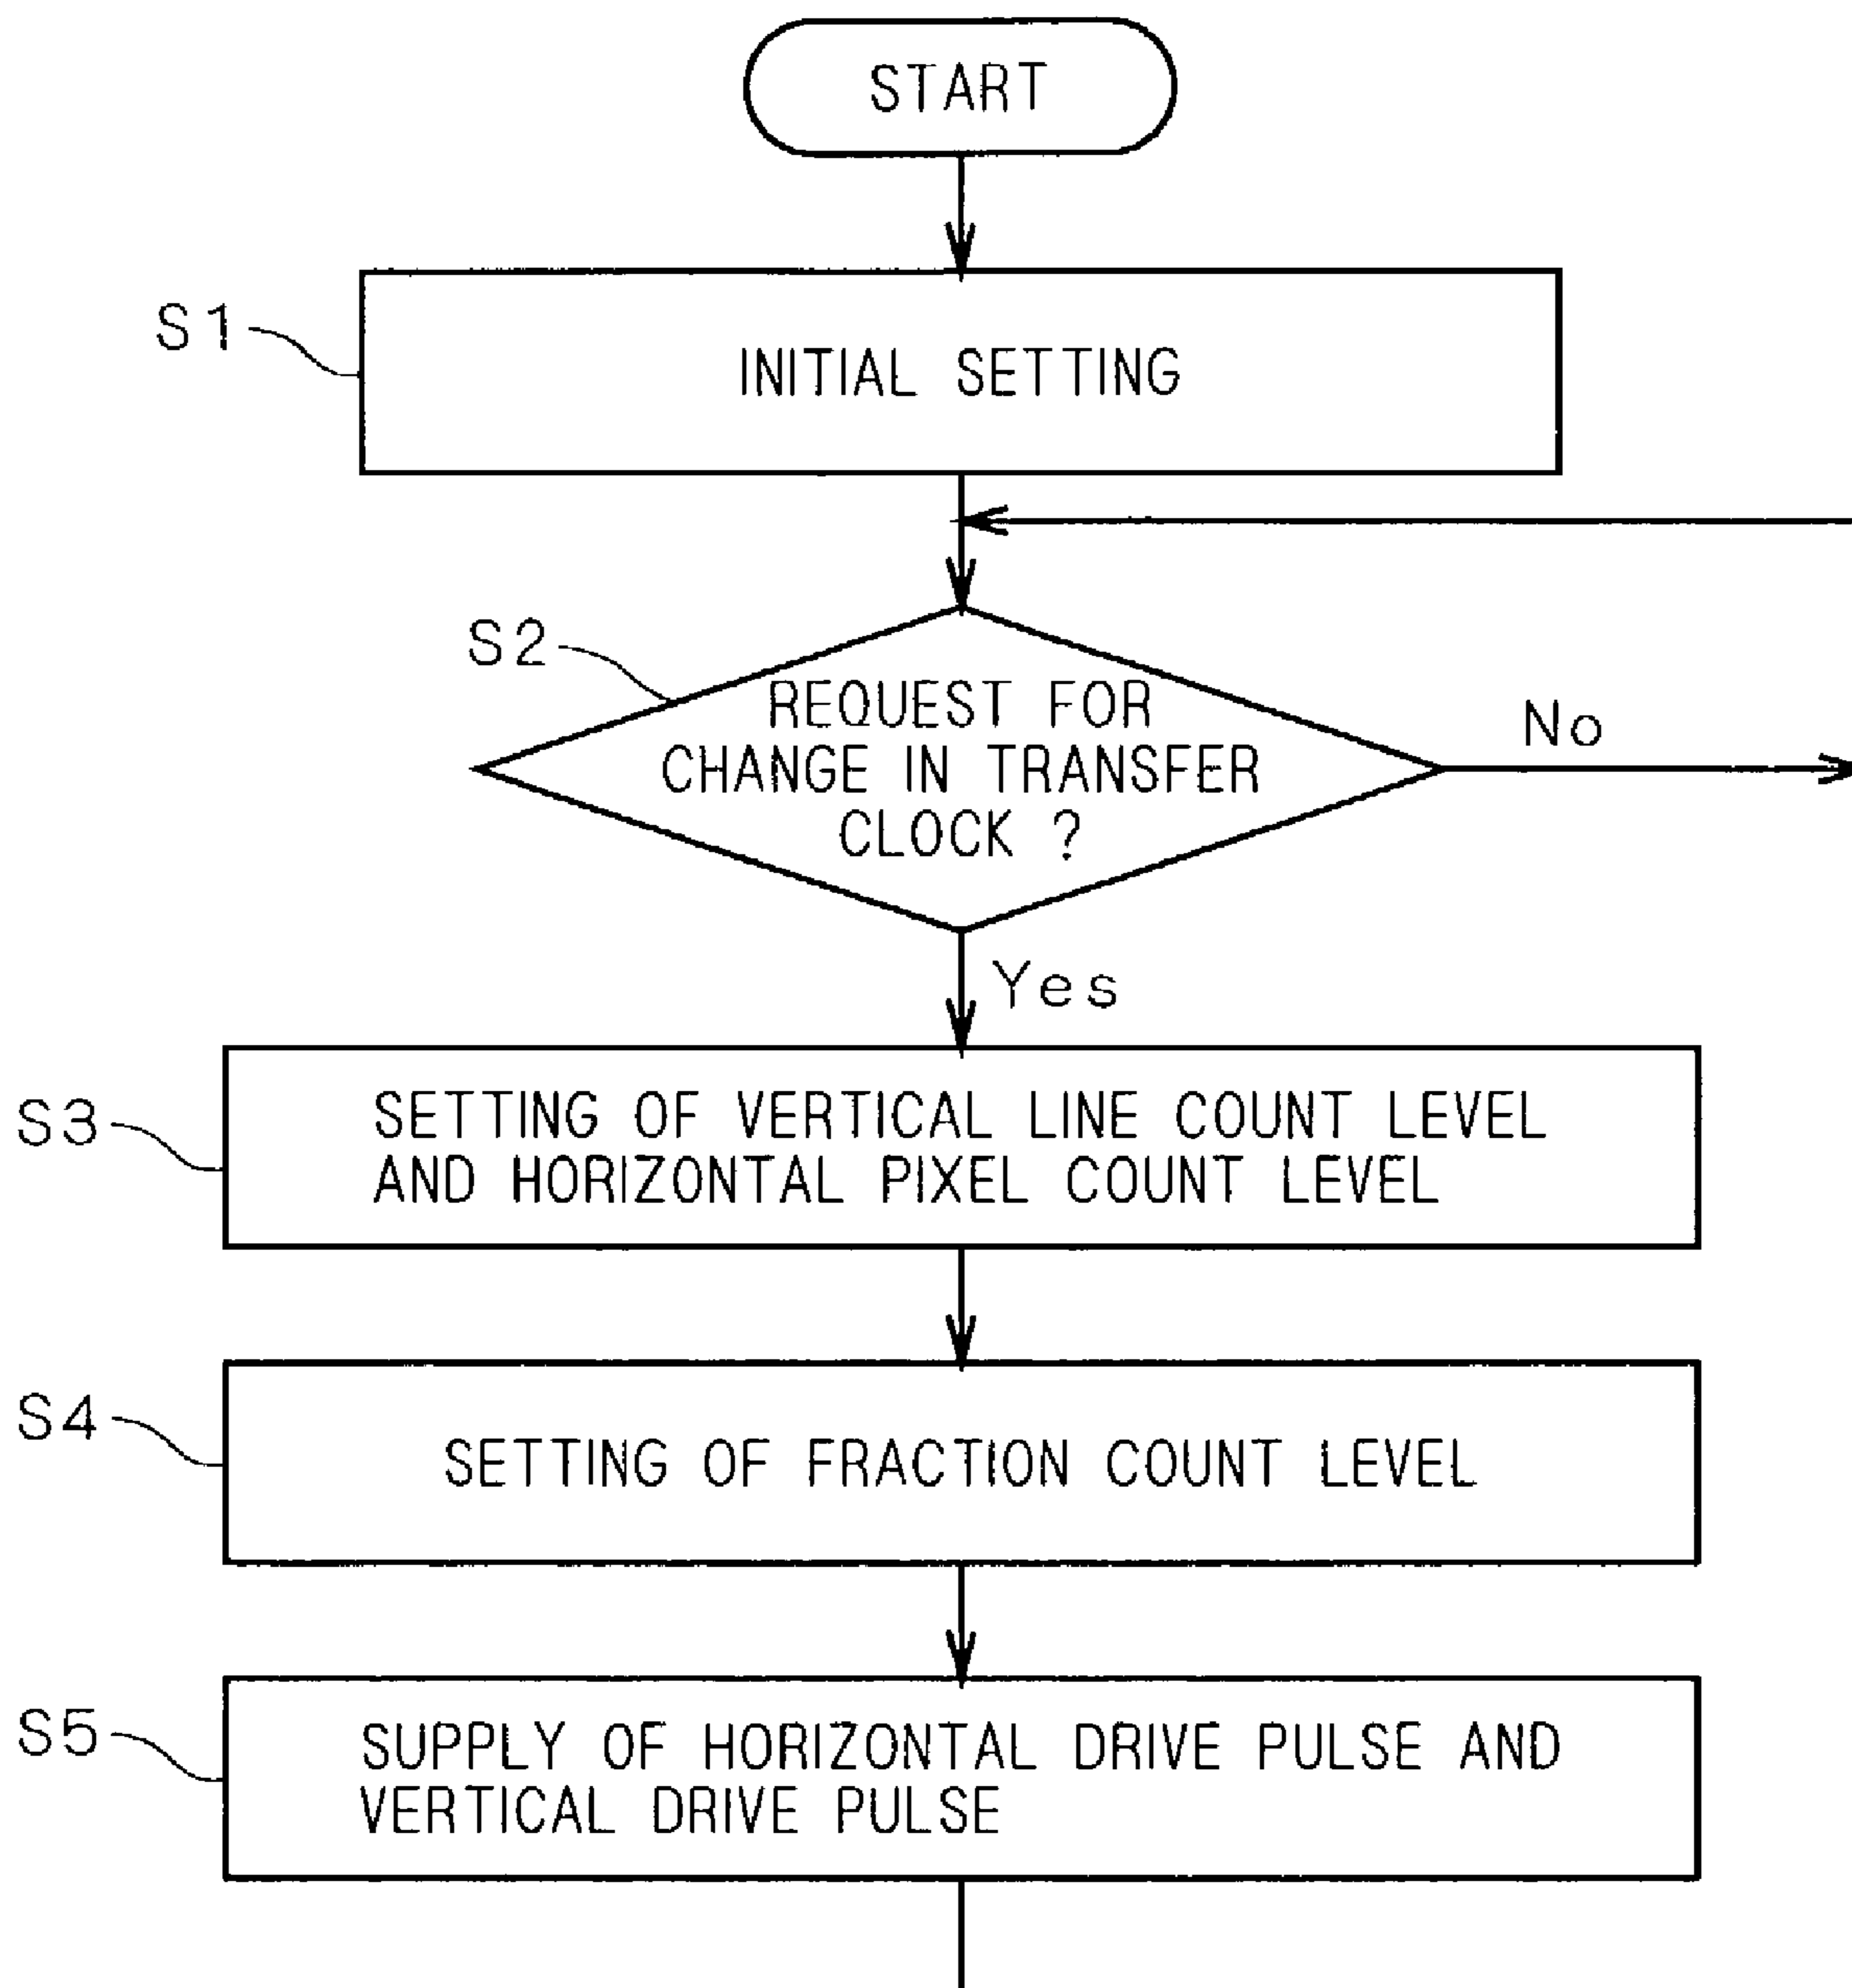 START
S1
INITIAL SETTING
S2
REQUEST FOR
CHANGE IN TRANSFER
CLOCK ?
No
Yes
S3
SETTING OF VERTICAL LINE COUNT LEVEL
AND HORIZONTAL PIXEL COUNT LEVEL
S4
SETTING OF FRACTION COUNT LEVEL
S5
SUPPLY OF HORIZONTAL DRIVE PULSE AND
VERTICAL DRIVE PULSE